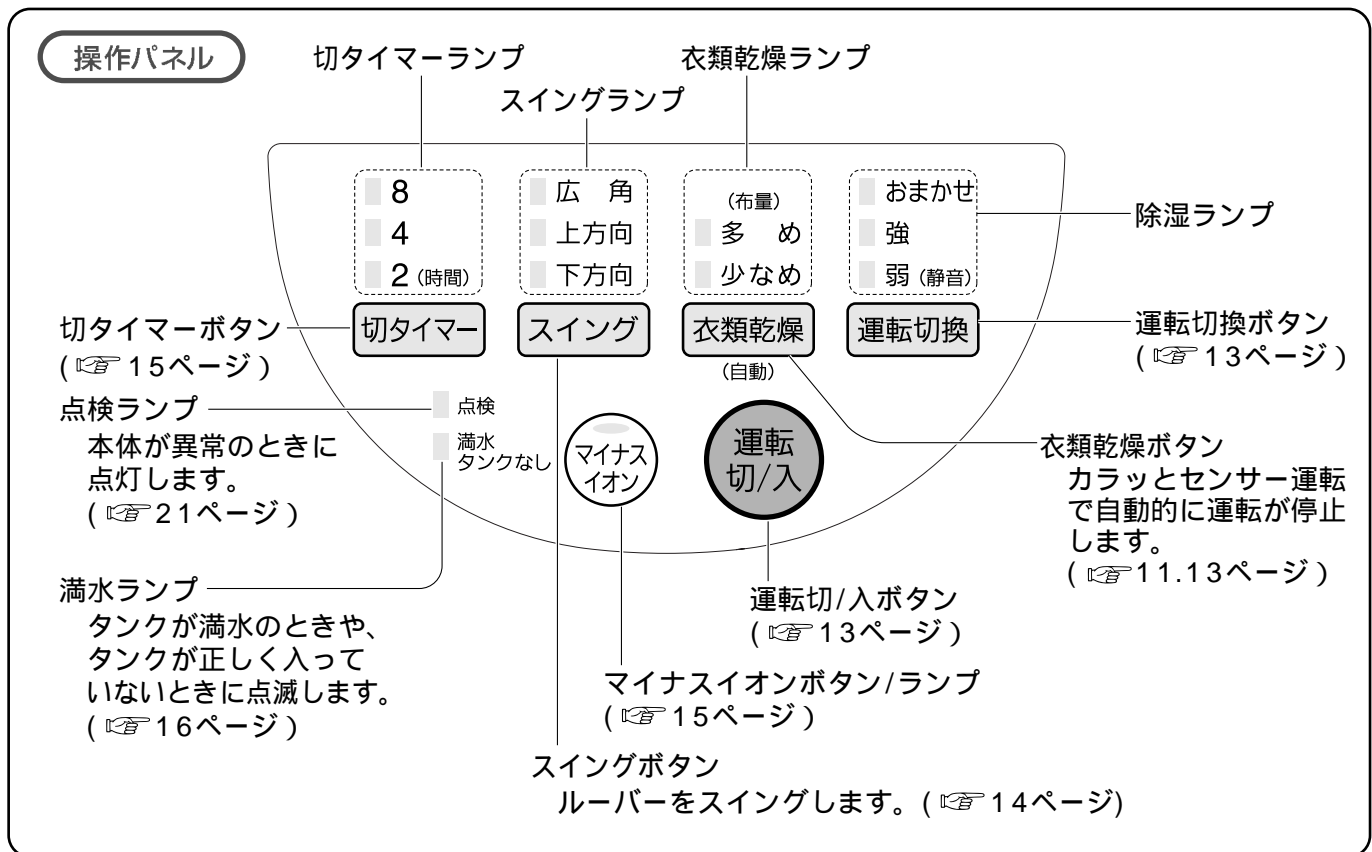 操作パネル
切タイマーランプ
衣類乾燥ランプ
スイングランプ
8
4
2 (時間)
広 角
上方向
下方向
(布量)
多 め
少なめ
おまかせ
強
弱 (静音)
除湿ランプ
切タイマー
スイング
衣類乾燥
(自動)
運転切換
切タイマーボタン
(☞15ページ)
運転切換ボタン
(☞13ページ)
点検ランプ
本体が異常のときに
点灯します。
(☞21ページ)
点検
満水
タンクなし
マイナス
イオン
運転
切/入
衣類乾燥ボタン
カラッとセンサー運転
で自動的に運転が停止
します。
(☞11.13ページ)
満水ランプ
タンクが満水のときや、
タンクが正しく入って
いないときに点滅します。
(☞16ページ)
運転切/入ボタン
(☞13ページ)
マイナスイオンボタン/ランプ
(☞15ページ)
スイングボタン
ルーバーをスイングします。(☞14ページ)